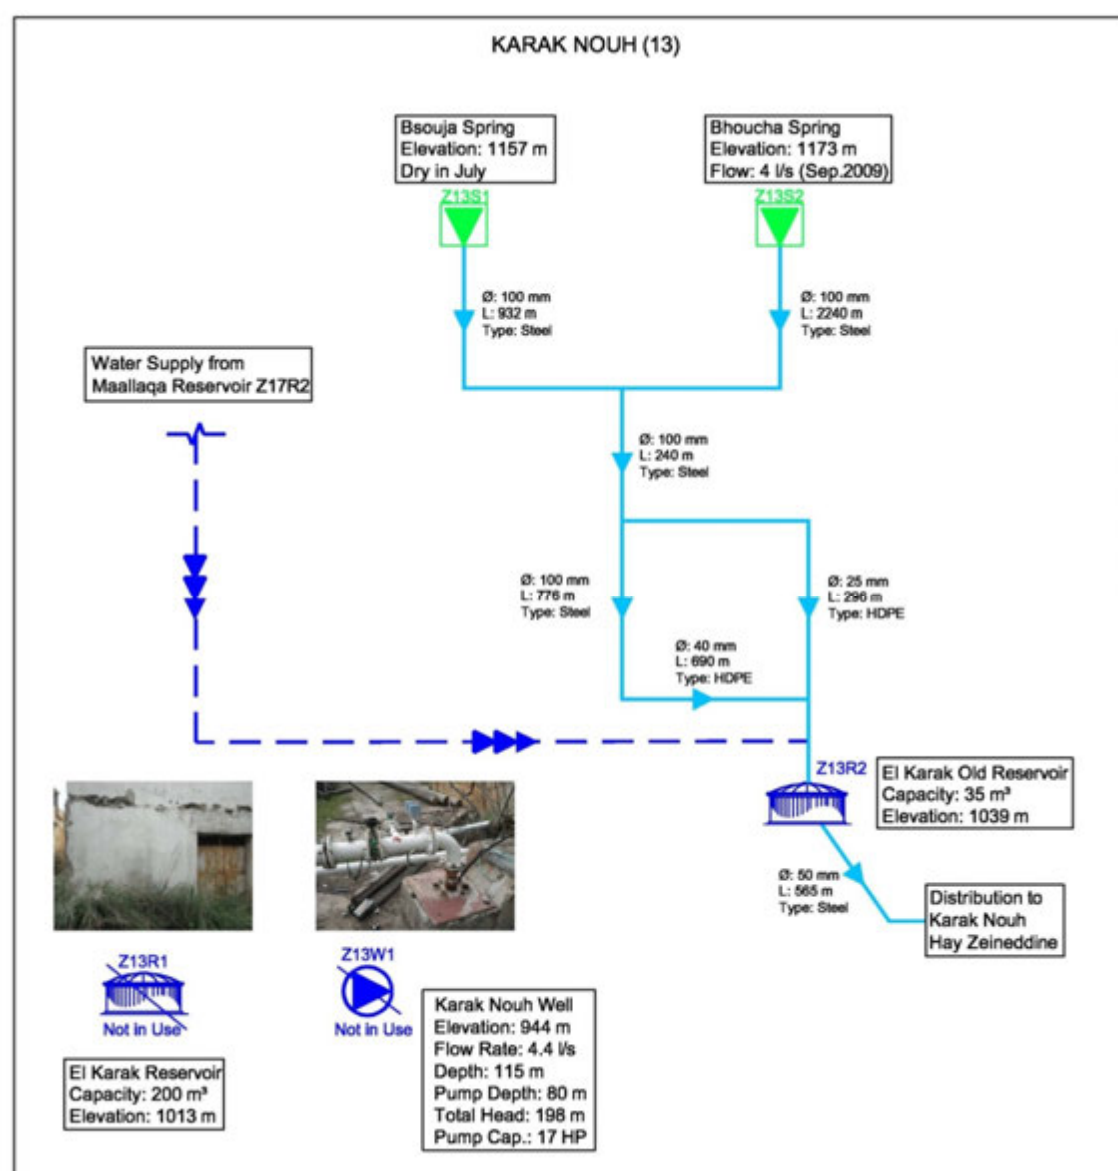 KARAK NOUH (13)
Bsouja Spring
Elevation: 1157 m
Dry in July
Z13S1
Bhoucha Spring
Elevation: 1173 m
Flow: 4 l/s (Sep.2009)
Z13S2
Ø: 100 mm
L: 932 m
Type: Steel
Ø: 100 mm
L: 2240 m
Type: Steel
Water Supply from
Maallaqa Reservoir Z17R2
Ø: 100 mm
L: 240 m
Type: Steel
Ø: 100 mm
L: 776 m
Type: Steel
Ø: 25 mm
L: 296 m
Type: HDPE
Ø: 40 mm
L: 690 m
Type: HDPE
Z13R2
El Karak Old Reservoir
Capacity: 35 m³
Elevation: 1039 m
Ø: 50 mm
L: 565 m
Type: Steel
Distribution to
Karak Nouh
Hay Zeineddine
Z13R1
Not in Use
El Karak Reservoir
Capacity: 200 m³
Elevation: 1013 m
Z13W1
Not in Use
Karak Nouh Well
Elevation: 944 m
Flow Rate: 4.4 l/s
Depth: 115 m
Pump Depth: 80 m
Total Head: 198 m
Pump Cap.: 17 HP